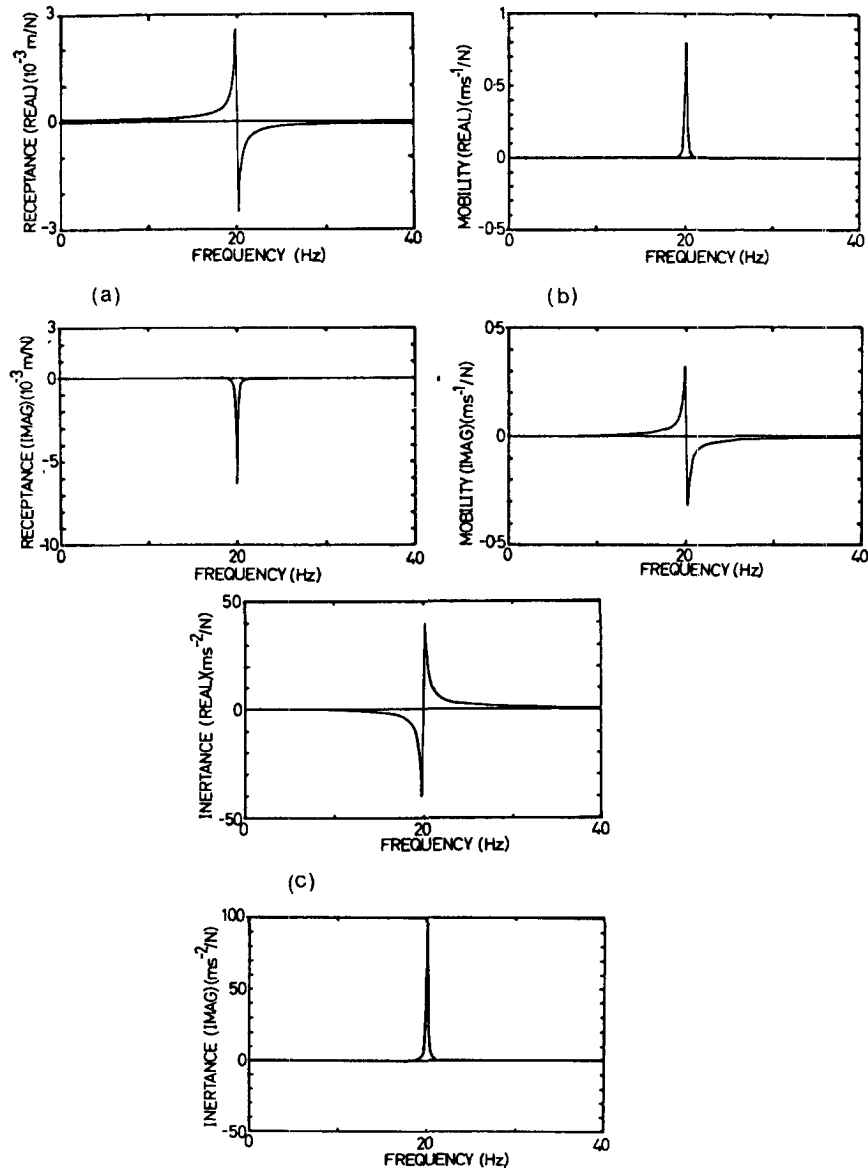 RECEPTANCE (REAL) (10⁻³ m/N)
3
0
-3
0
20
40
FREQUENCY (Hz)
(a)
MOBILITY (REAL) (ms⁻¹/N)
1
0·5
0
-0·5
0
20
40
FREQUENCY (Hz)
(b)
RECEPTANCE (IMAG) (10⁻³ m/N)
3
0
-5
-10
0
20
40
FREQUENCY (Hz)
MOBILITY (IMAG) (ms⁻¹/N)
0·5
0
-0·5
0
20
40
FREQUENCY (Hz)
INERTANCE (REAL) (ms⁻²/N)
50
0
-50
0
20
40
FREQUENCY (Hz)
(c)
INERTANCE (IMAG) (ms⁻²/N)
100
50
0
-50
0
20
40
FREQUENCY (Hz)